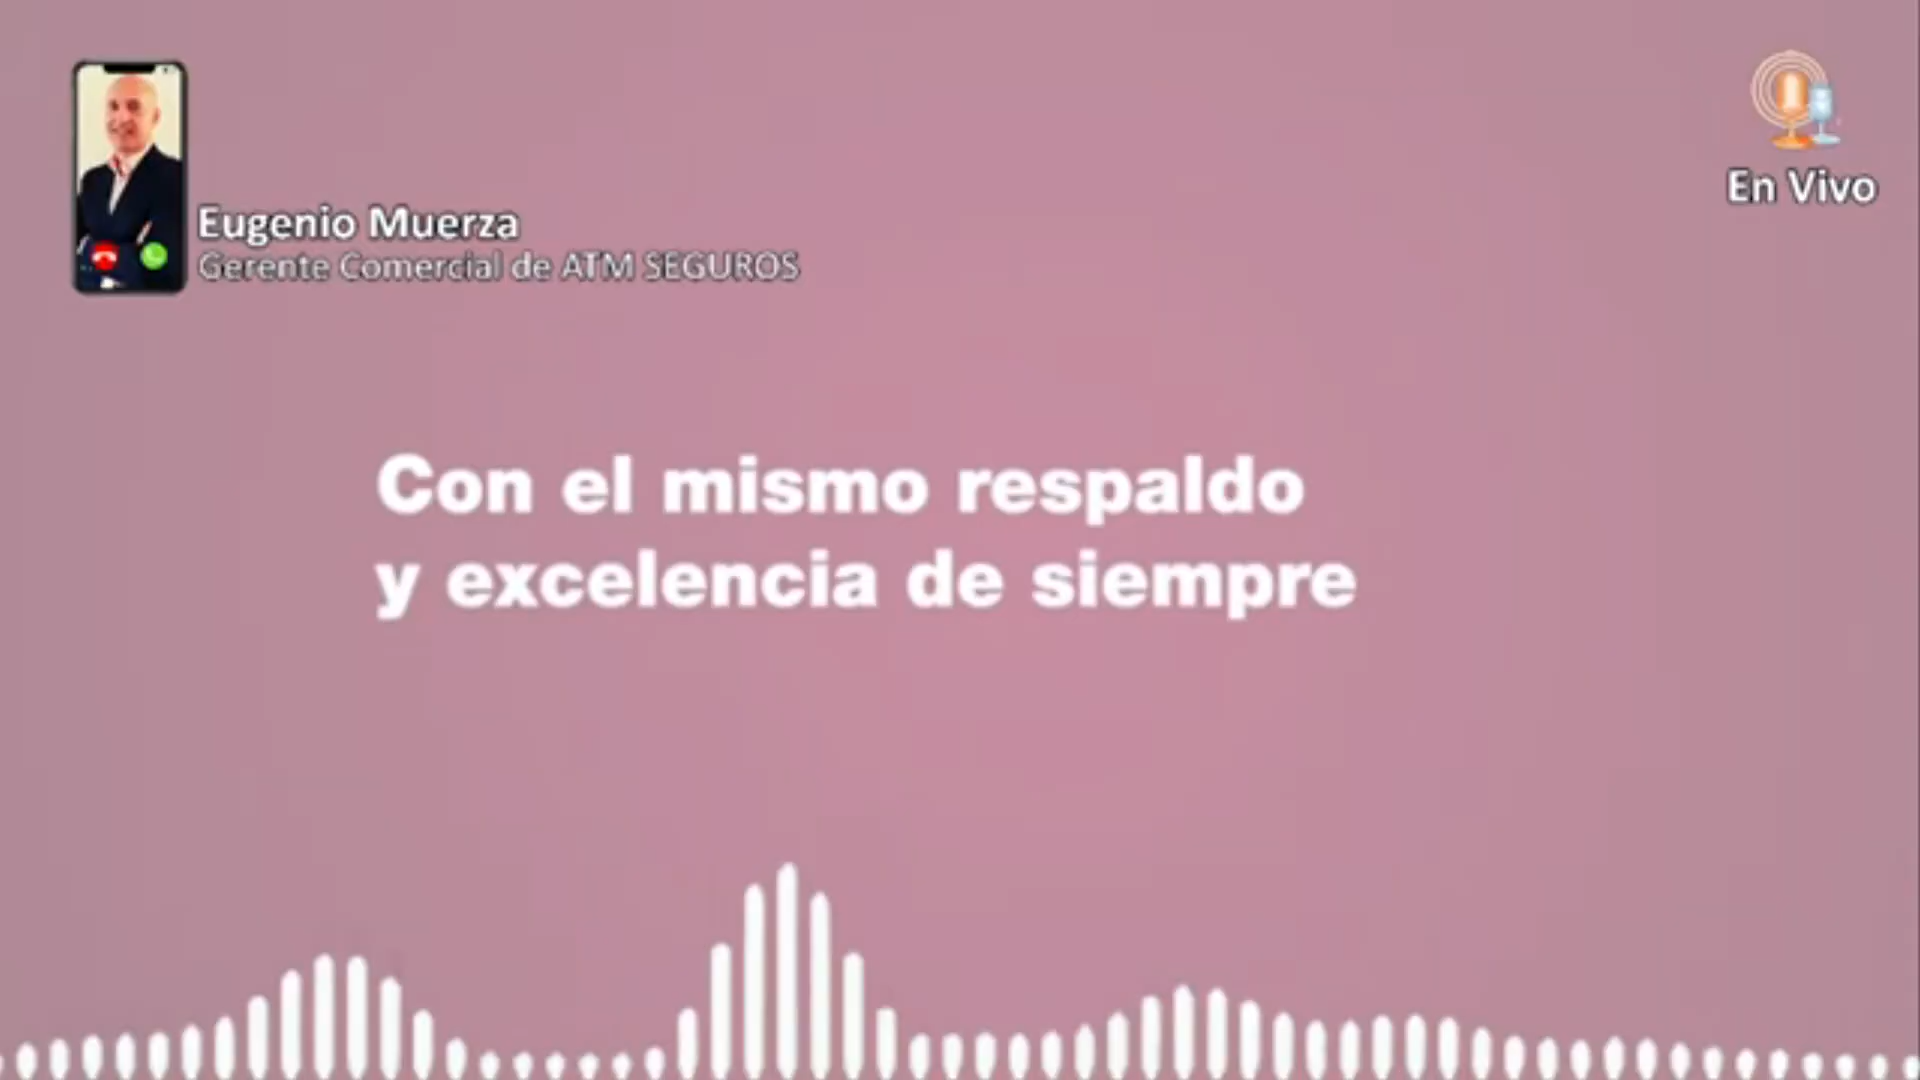 Eugenio Muerza
Gerente Comercial de ATM SEGUROS
En Vivo
Con el mismo respaldo
y excelencia de siempre